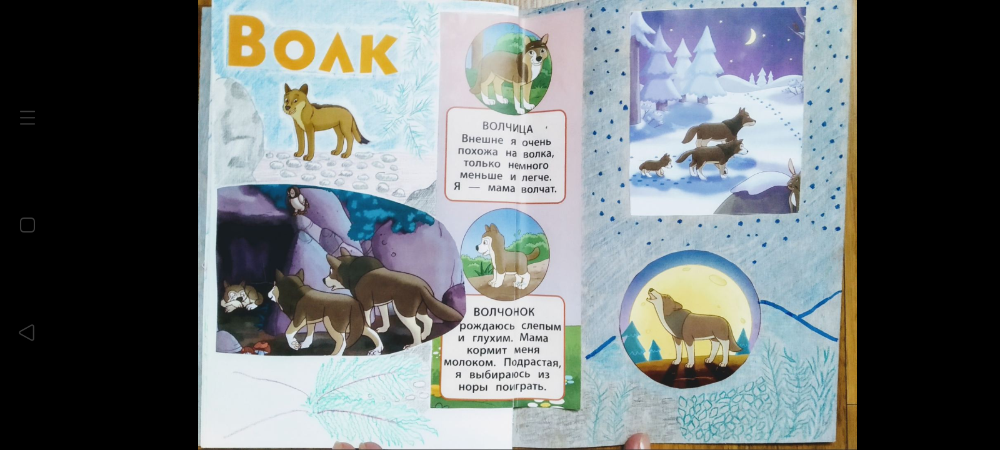 Волк
ВОЛЧИЦА
Внешне я очень
похожа на волка,
только немного
меньше и легче.
Я — мама волчат.
ВОЛЧОНОК
рождаюсь слепым
и глухим. Мама
кормит меня
молоком. Подрастая,
я выбираюсь из
норы поиграть.